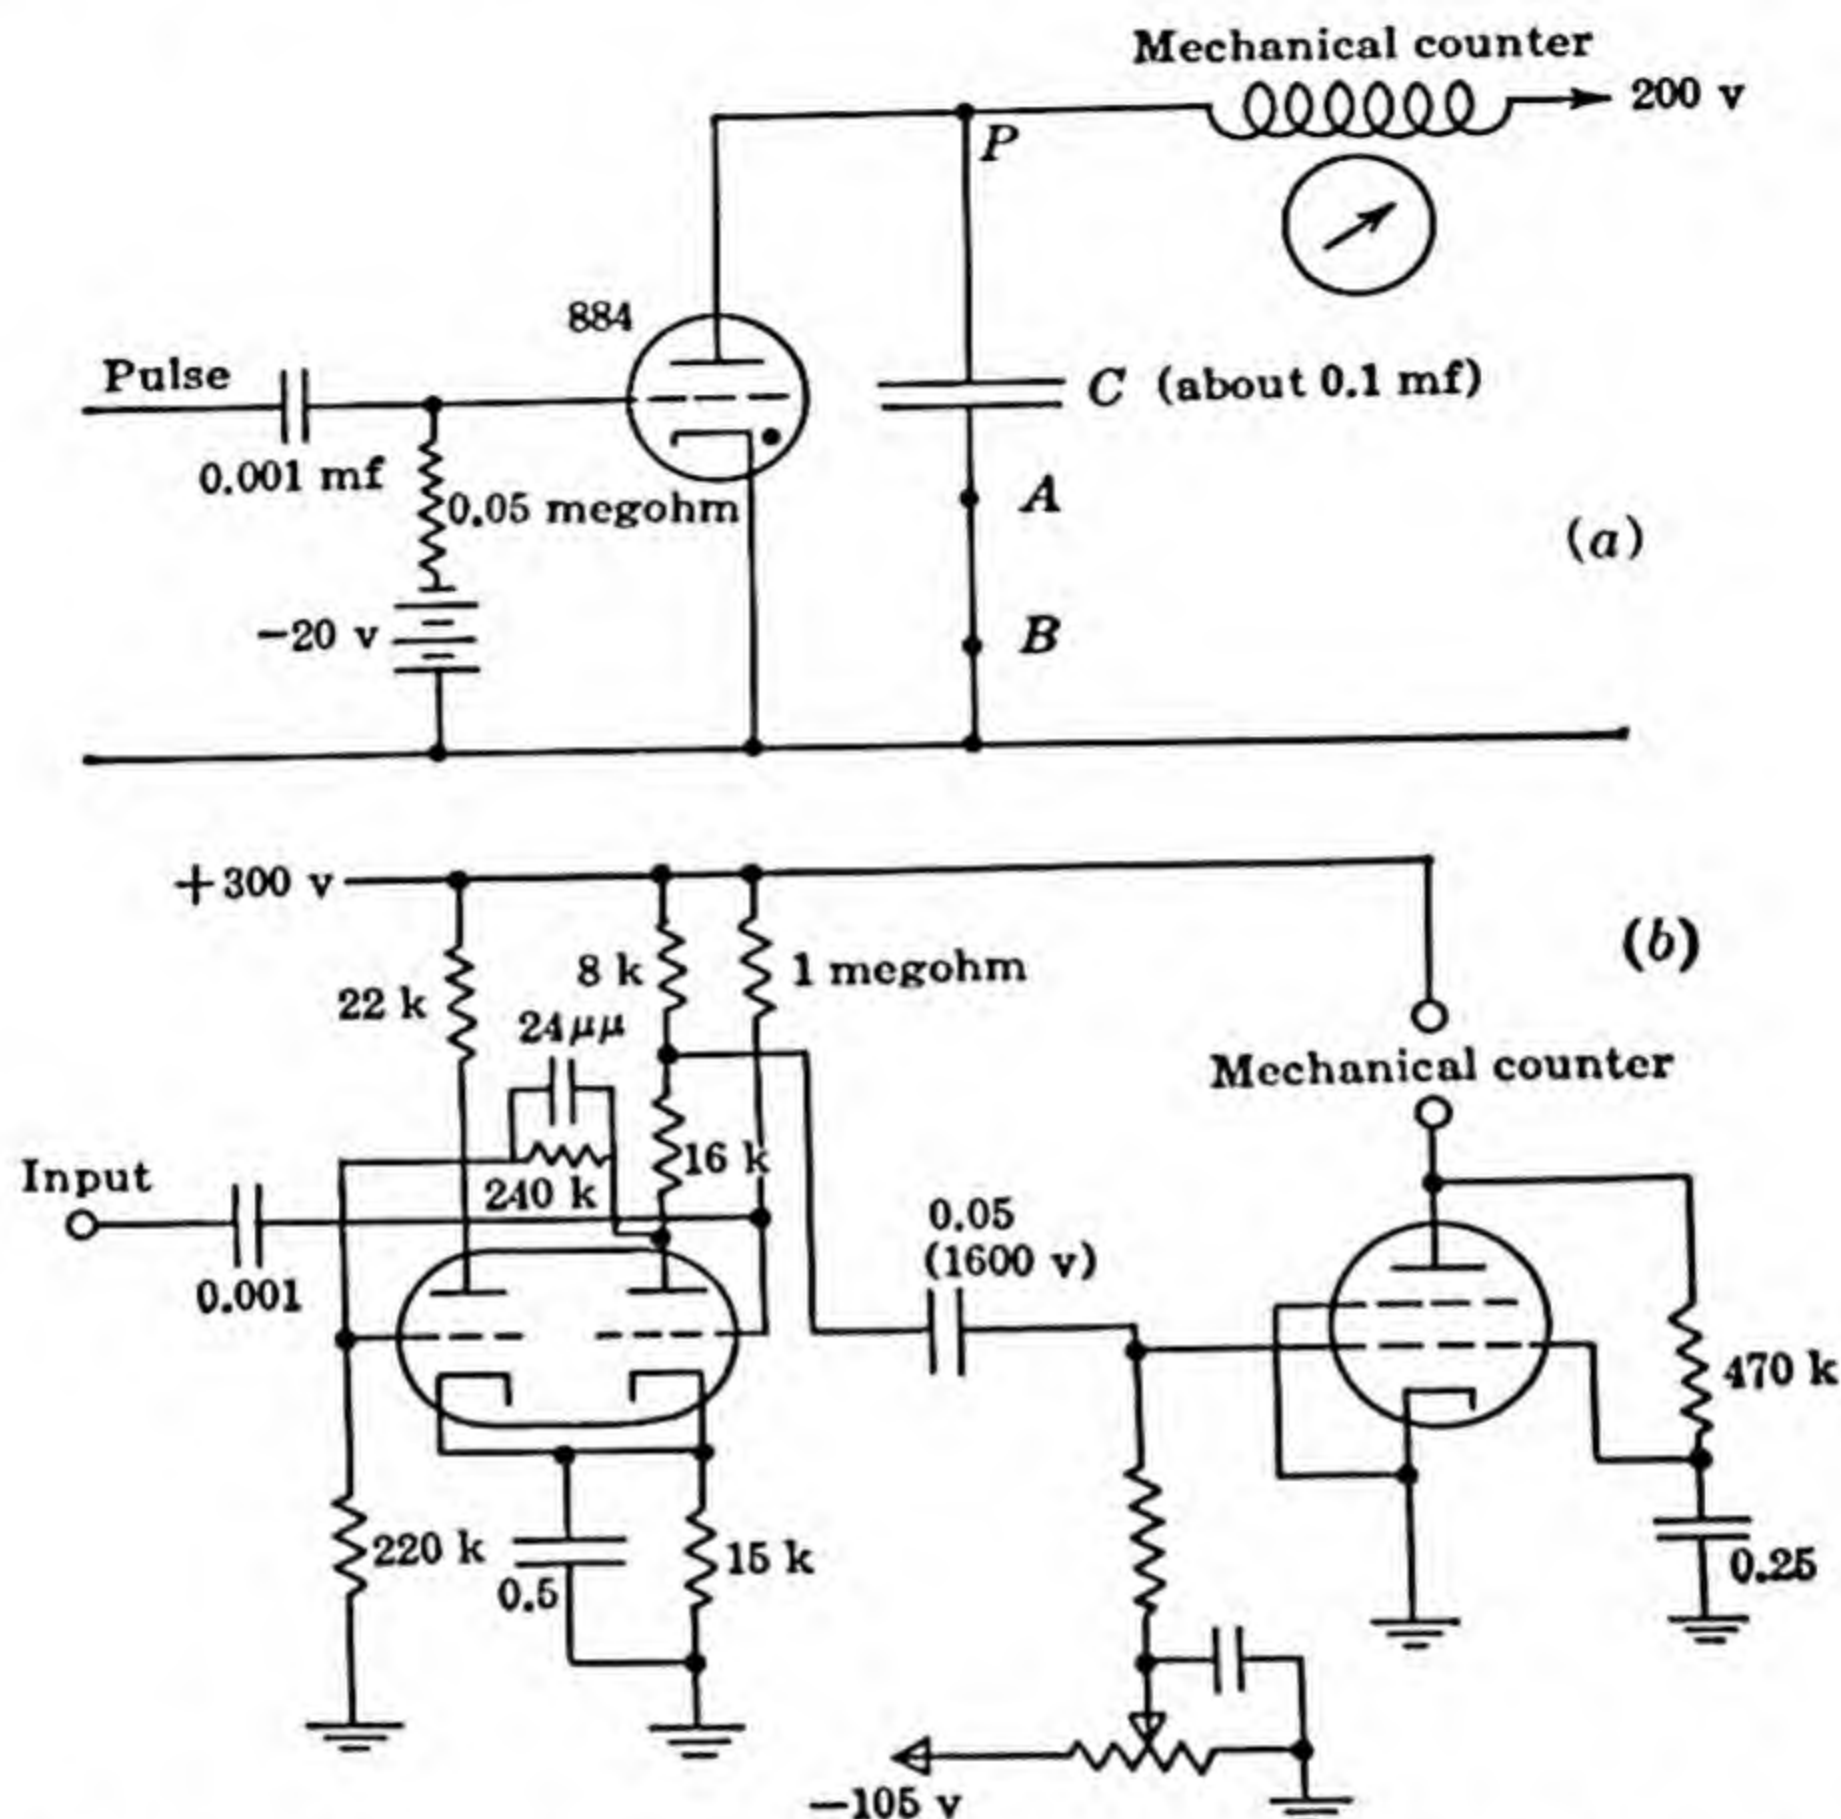 Mechanical counter
200 v
P
884
Pulse
C (about 0.1 mf)
0.001 mf
0.05 megohm
A
(a)
-20 v
B
+300 v
(b)
8 k
1 megohm
22 k
24μμ
Mechanical counter
16 k
Input
240 k
0.05
(1600 v)
0.001
470 k
220 k
15 k
0.5
0.25
-105 v